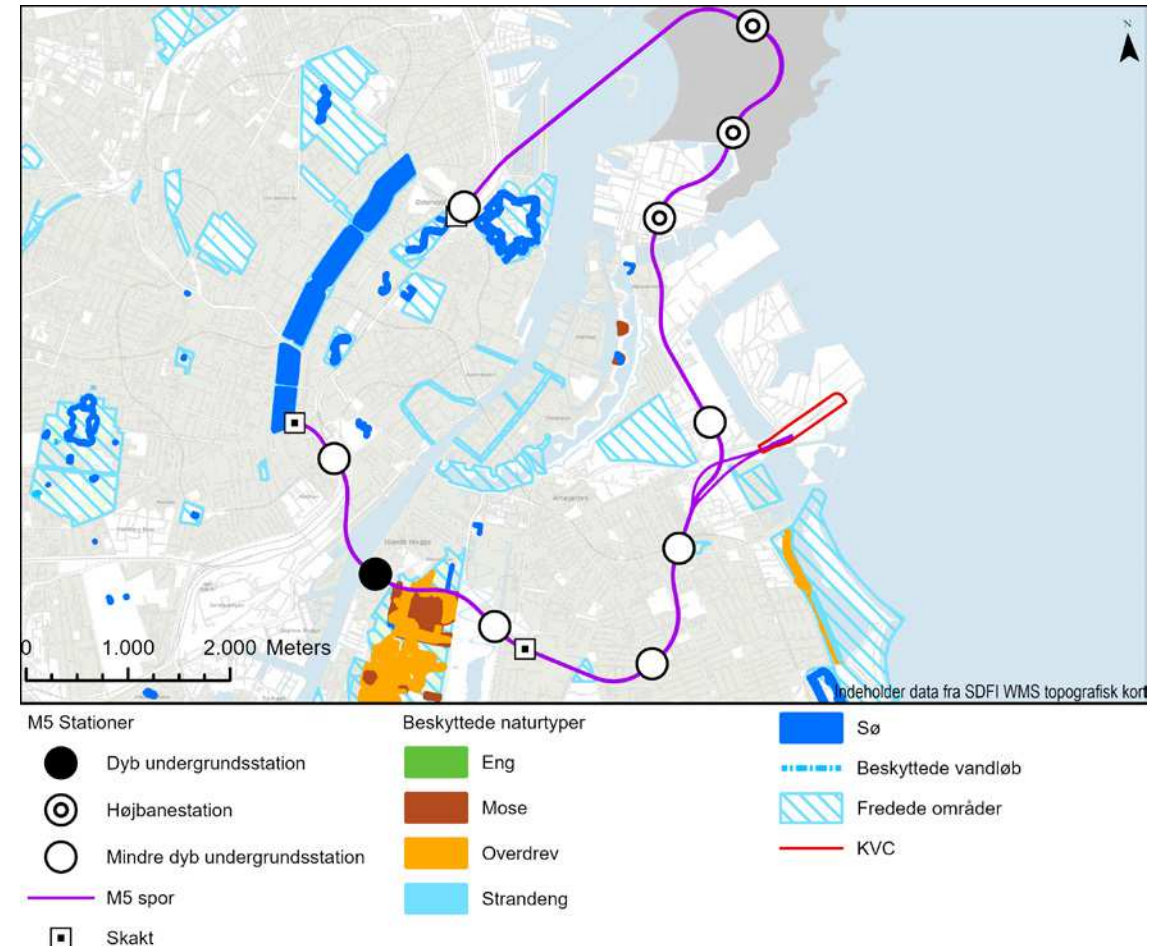 N
0 1.000 2.000 Meters
Indeholder data fra SDFI WMS topografisk kort
M5 Stationer
Dyb undergrundsstation
Højbanestation
Mindre dyb undergrundsstation
M5 spor
Skakt
Beskyttede naturtyper
Eng
Mose
Overdrev
Strandeng
Sø
Beskyttede vandløb
Fredede områder
KVC